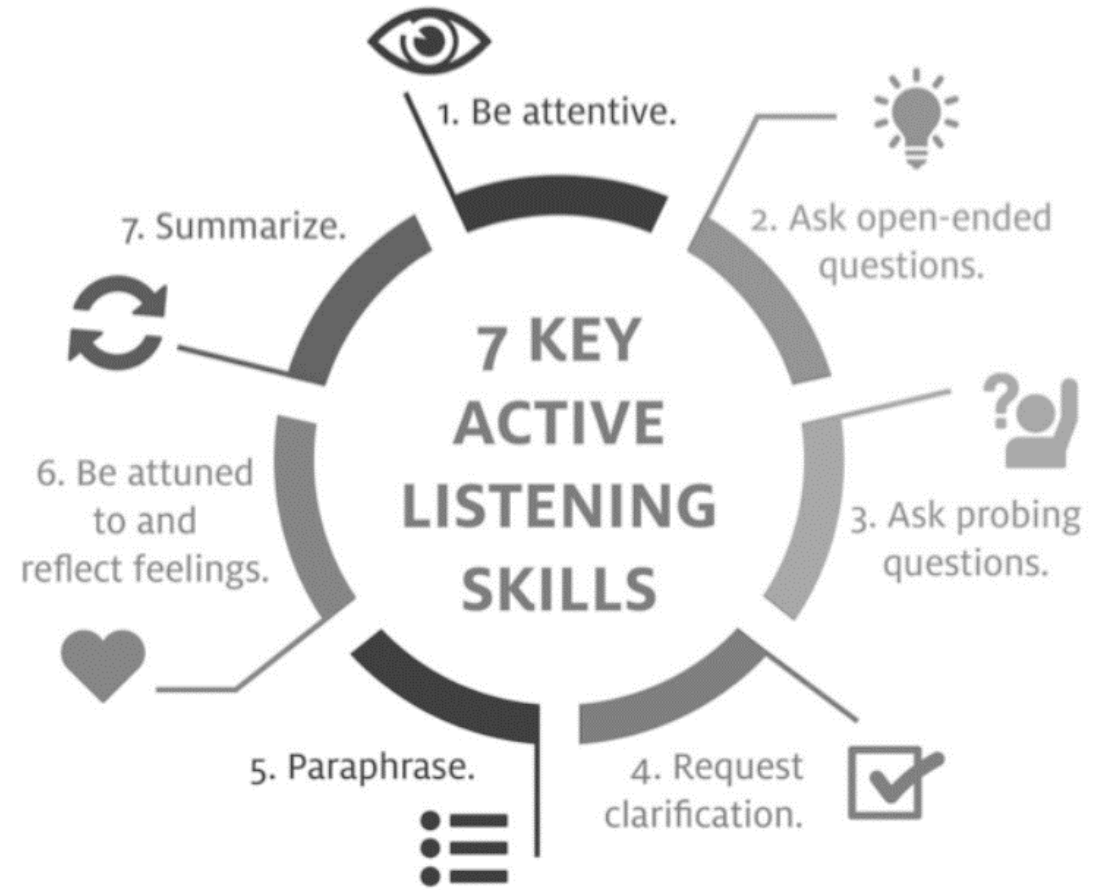 7 KEY
ACTIVE
LISTENING
SKILLS
1. Be attentive.
2. Ask open-ended
questions.
3. Ask probing
questions.
4. Request
clarification.
5. Paraphrase.
6. Be attuned
to and
reflect feelings.
7. Summarize.
?